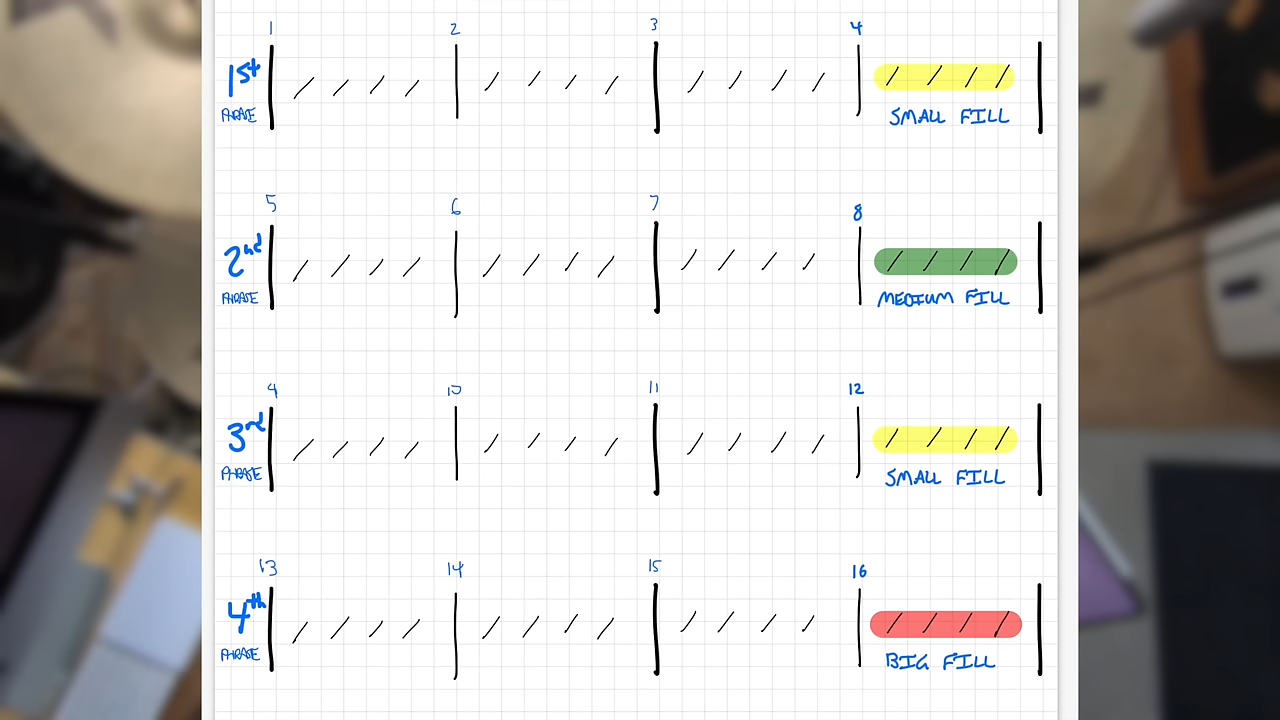 1 2 3 4
1st
PHRASE
SMALL FILL
5 6 7 8
2nd
PHRASE
MEDIUM FILL
9 10 11 12
3rd
PHRASE
SMALL FILL
13 14 15 16
4th
PHRASE
BIG FILL